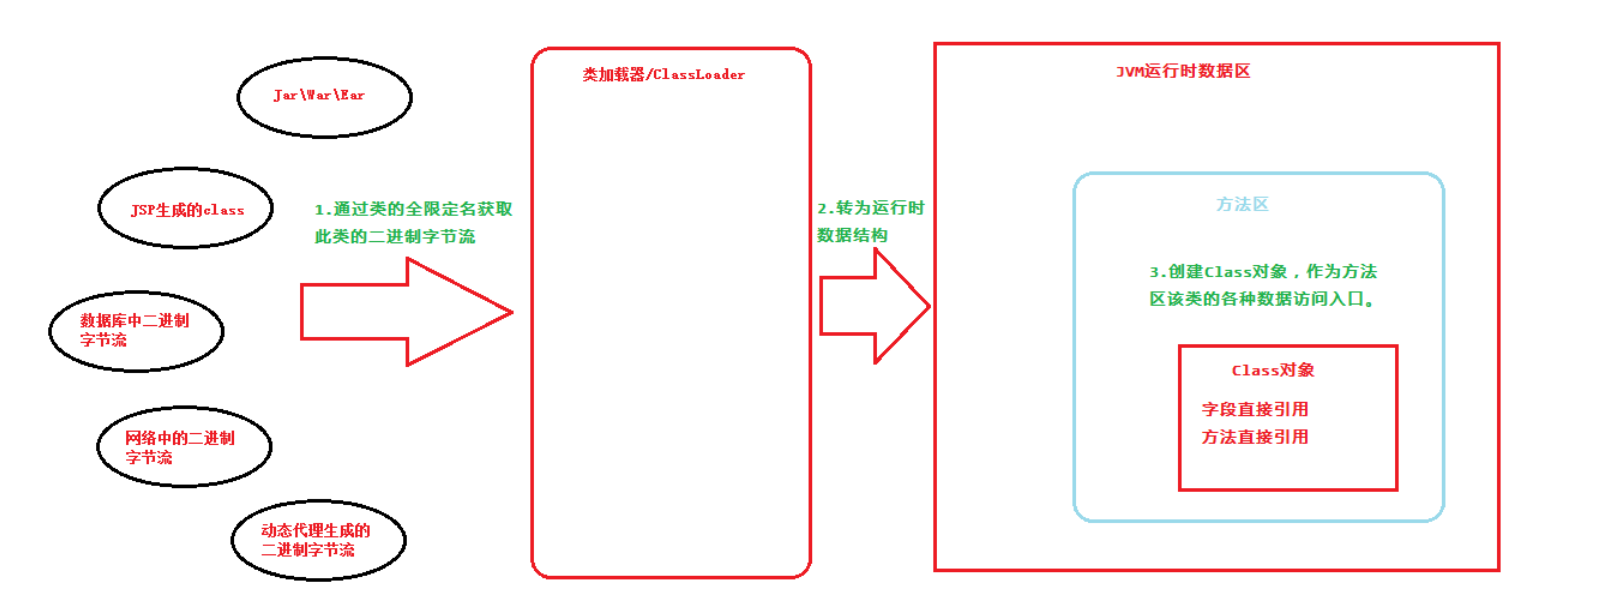 Jar\War\Ear
JSP生成的class
数据库中二进制
字节流
网络中的二进制
字节流
动态代理生成的
二进制字节流
1.通过类的全限定名获取
此类的二进制字节流
类加载器/ClassLoader
2.转为运行时
数据结构
JVM运行时数据区
方法区
3.创建Class对象，作为方法
区该类的各种数据访问入口。
Class对象
字段直接引用
方法直接引用